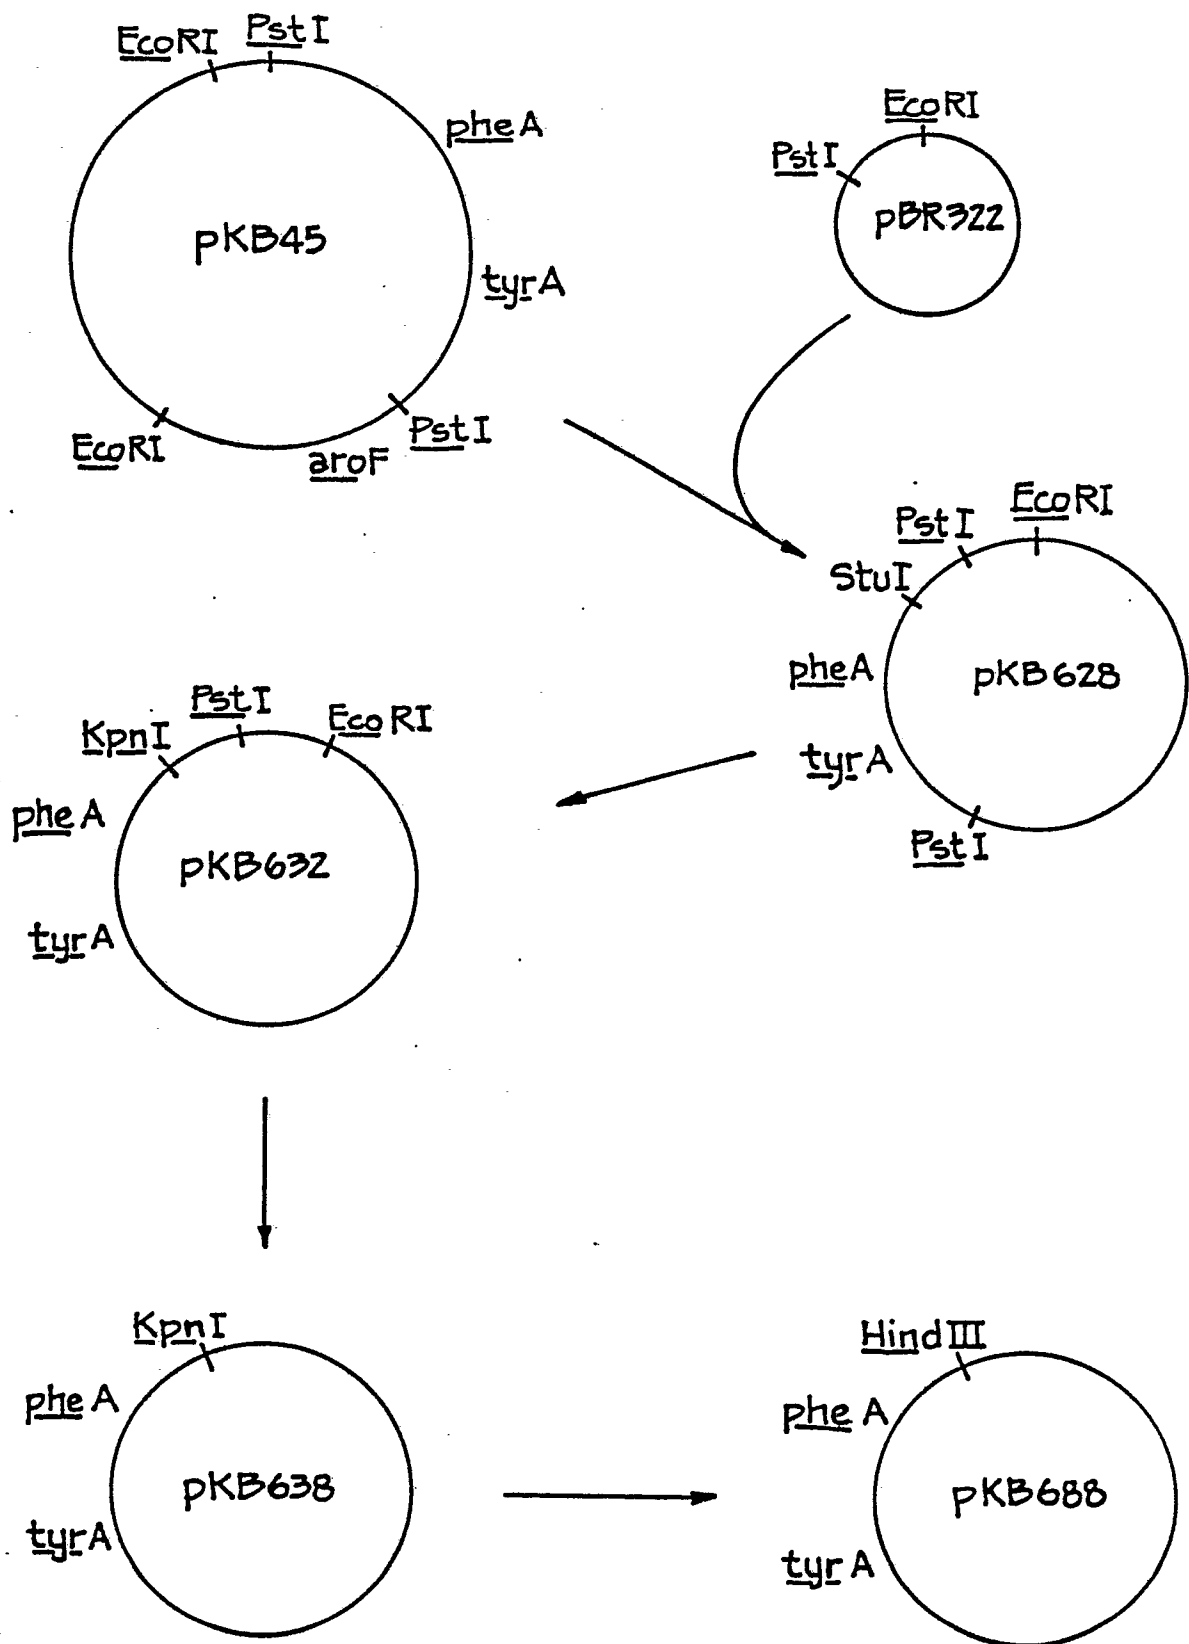 EcoRI
PstI
pheA
pKB45
tyrA
EcoRI
aroF
PstI
EcoRI
PstI
pBR322
PstI
EcoRI
StuI
pheA
pKB628
tyrA
PstI
PstI
EcoRI
KpnI
pheA
pKB632
tyrA
KpnI
pheA
pKB638
tyrA
HindIII
pheA
pKB688
tyrA